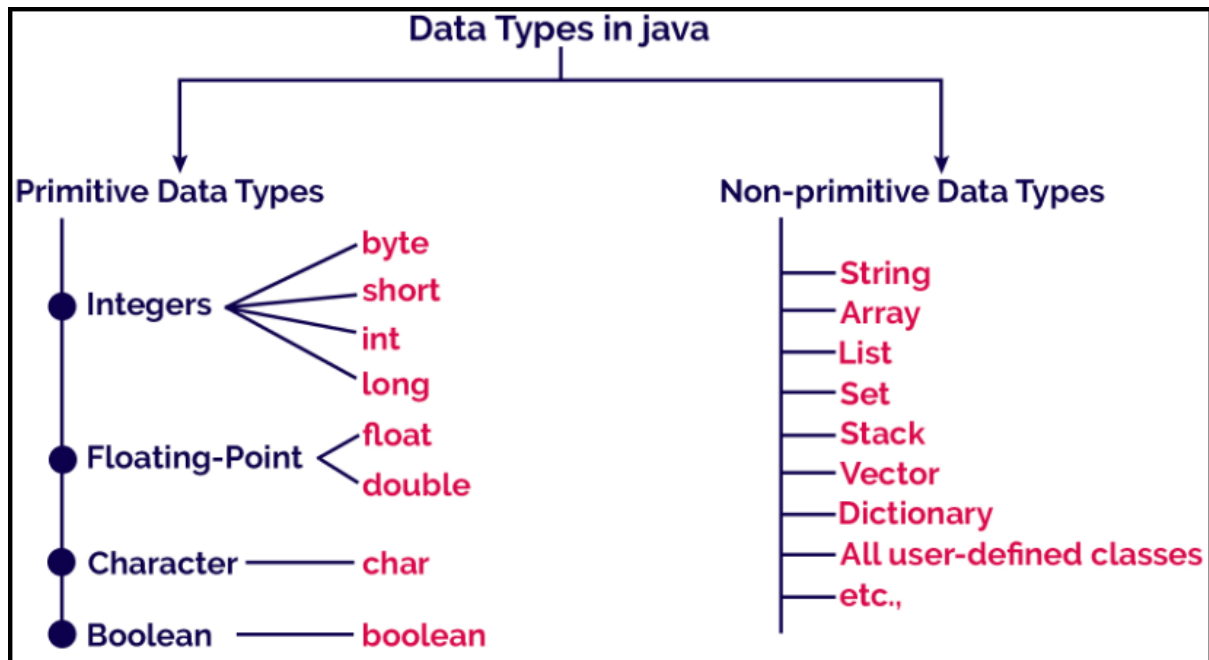 Data Types in java
Primitive Data Types
Integers
byte
short
int
long
Floating-Point
float
double
Character
char
Boolean
boolean
Non-primitive Data Types
String
Array
List
Set
Stack
Vector
Dictionary
All user-defined classes
etc.,